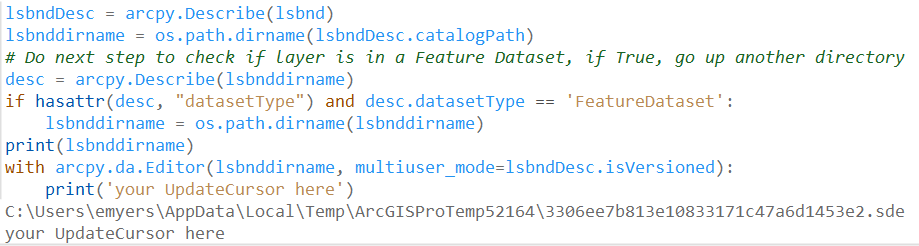 lsbndDesc = arcpy.Describe(lsbnd)
lsbnddirname = os.path.dirname(lsbndDesc.catalogPath)
# Do next step to check if layer is in a Feature Dataset, if True, go up another directory
desc = arcpy.Describe(lsbnddirname)
if hasattr(desc, "datasetType") and desc.datasetType == 'FeatureDataset':
    lsbnddirname = os.path.dirname(lsbnddirname)
print(lsbnddirname)
with arcpy.da.Editor(lsbnddirname, multiuser_mode=lsbndDesc.isVersioned):
    print('your UpdateCursor here')
C:\Users\emyers\AppData\Local\Temp\ArcGISProTemp52164\3306ee7b813e10833171c47a6d1453e2.sde
your UpdateCursor here